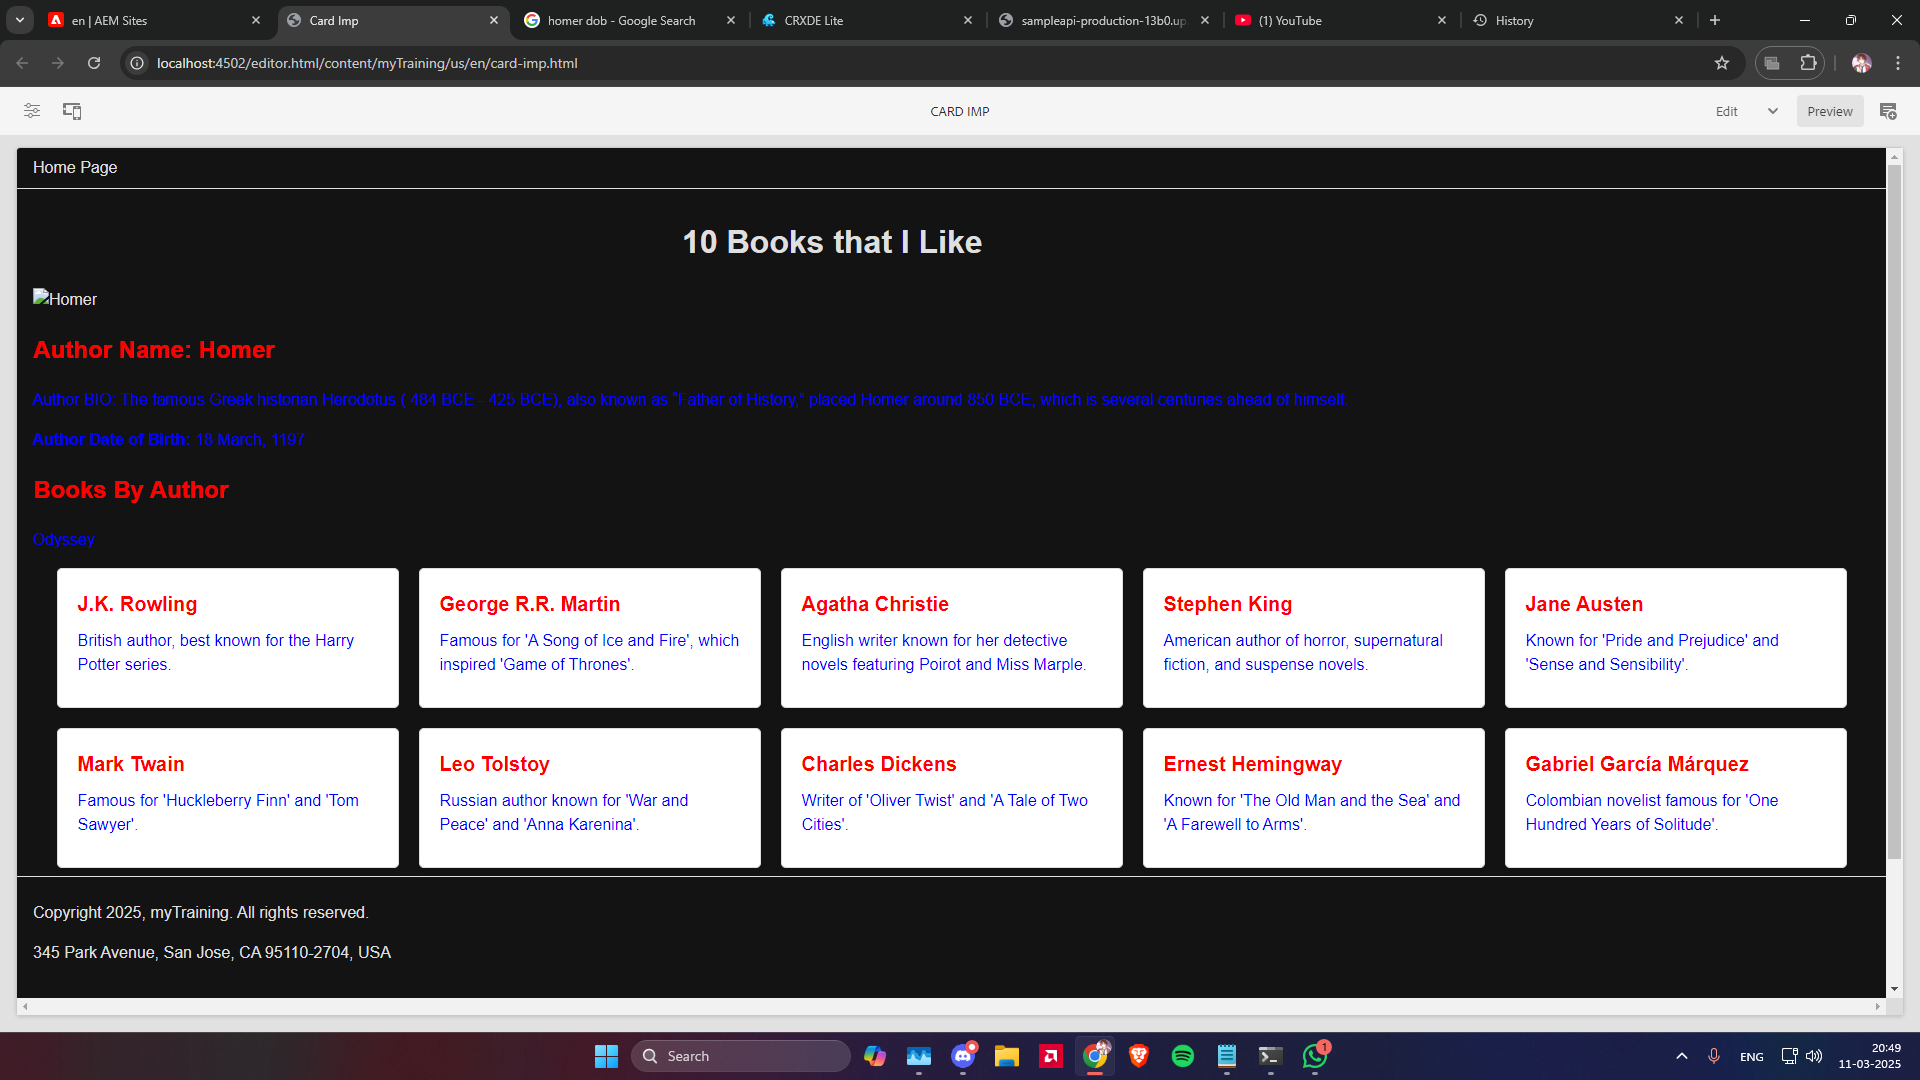 en | AEM Sites
Card Imp
homer dob - Google Search
CRXDE Lite
sampleapi-production-13b0.up
(1) YouTube
History
localhost:4502/editor.html/content/myTraining/us/en/card-imp.html
CARD IMP
Edit
Preview
Home Page
10 Books that I Like
Homer
Author Name: Homer
Author BIO: The famous Greek historian Herodotus ( 484 BCE - 425 BCE), also known as "Father of History," placed Homer around 850 BCE, which is several centuries ahead of himself.
Author Date of Birth: 18 March, 1197
Books By Author
Odyssey
J.K. Rowling
British author, best known for the Harry
Potter series.
George R.R. Martin
Famous for 'A Song of Ice and Fire', which
inspired 'Game of Thrones'.
Agatha Christie
English writer known for her detective
novels featuring Poirot and Miss Marple.
Stephen King
American author of horror, supernatural
fiction, and suspense novels.
Jane Austen
Known for 'Pride and Prejudice' and
'Sense and Sensibility'.
Mark Twain
Famous for 'Huckleberry Finn' and 'Tom
Sawyer'.
Leo Tolstoy
Russian author known for 'War and
Peace' and 'Anna Karenina'.
Charles Dickens
Writer of 'Oliver Twist' and 'A Tale of Two
Cities'.
Ernest Hemingway
Known for 'The Old Man and the Sea' and
'A Farewell to Arms'.
Gabriel García Márquez
Colombian novelist famous for 'One
Hundred Years of Solitude'.
Copyright 2025, myTraining. All rights reserved.
345 Park Avenue, San Jose, CA 95110-2704, USA
Search
1
ENG
20:49
11-03-2025